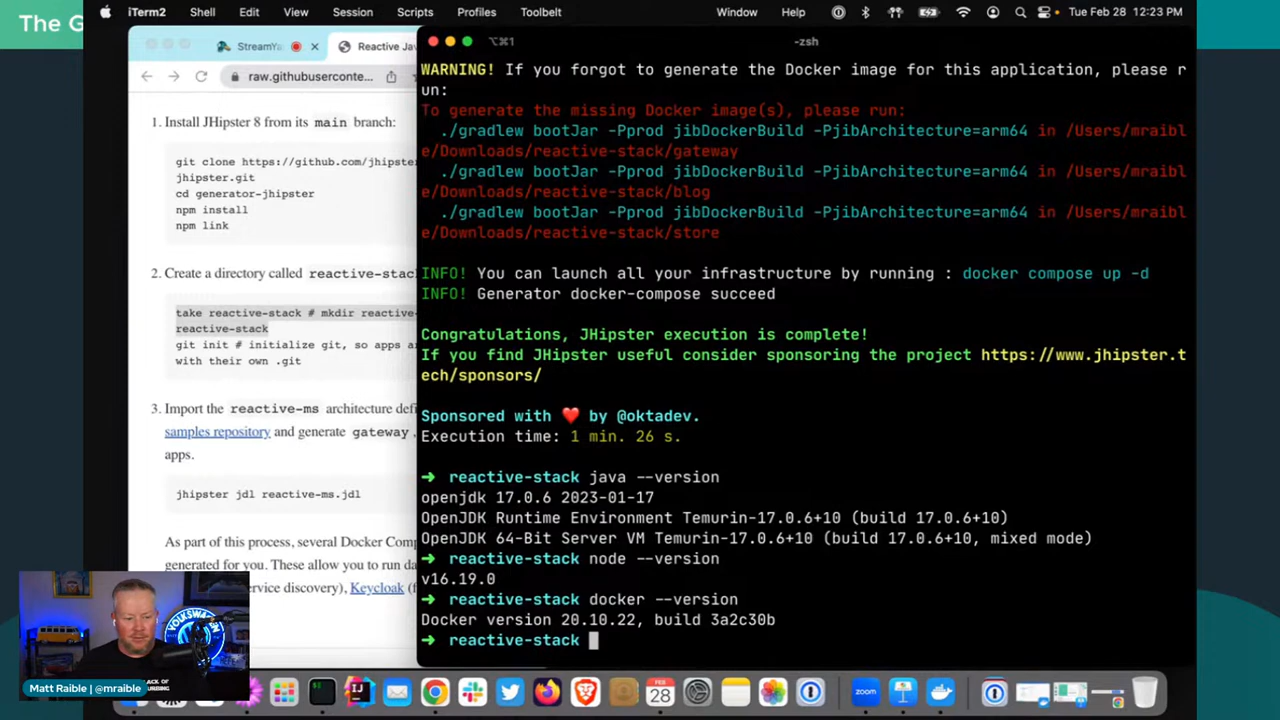 The G
iTerm2 Shell Edit View Session Scripts Profiles Toolbelt Window Help Tue Feb 28 12:23 PM
StreamYa
Reactive Jav
raw.githubuserconte...
1. Install JHipster 8 from its main branch:
git clone https://github.com/jhipster
jhipster.git
cd generator-jhipster
npm install
npm link
2. Create a directory called reactive-stac
take reactive-stack # mkdir reactive-
reactive-stack
git init # initialize git, so apps a
with their own .git
3. Import the reactive-ms architecture def
samples repository and generate gateway,
apps.
jhipster jdl reactive-ms.jdl
As part of this process, several Docker Comp
generated for you. These allow you to run da
ervice discovery), Keycloak (f
⌥⌘1
-zsh
WARNING! If you forgot to generate the Docker image for this application, please r
un:
To generate the missing Docker image(s), please run:
./gradlew bootJar -Pprod jibDockerBuild -PjibArchitecture=arm64 in /Users/mraibl
e/Downloads/reactive-stack/gateway
./gradlew bootJar -Pprod jibDockerBuild -PjibArchitecture=arm64 in /Users/mraibl
e/Downloads/reactive-stack/blog
./gradlew bootJar -Pprod jibDockerBuild -PjibArchitecture=arm64 in /Users/mraibl
e/Downloads/reactive-stack/store
INFO! You can launch all your infrastructure by running : docker compose up -d
INFO! Generator docker-compose succeed
Congratulations, JHipster execution is complete!
If you find JHipster useful consider sponsoring the project https://www.jhipster.t
ech/sponsors/
Sponsored with ❤️ by @oktadev.
Execution time: 1 min. 26 s.
➜ reactive-stack java --version
openjdk 17.0.6 2023-01-17
OpenJDK Runtime Environment Temurin-17.0.6+10 (build 17.0.6+10)
OpenJDK 64-Bit Server VM Temurin-17.0.6+10 (build 17.0.6+10, mixed mode)
➜ reactive-stack node --version
v16.19.0
➜ reactive-stack docker --version
Docker version 20.10.22, build 3a2c30b
➜ reactive-stack
VOLKSWAGEN
Matt Raible | @mraible
FEB
28
zoom